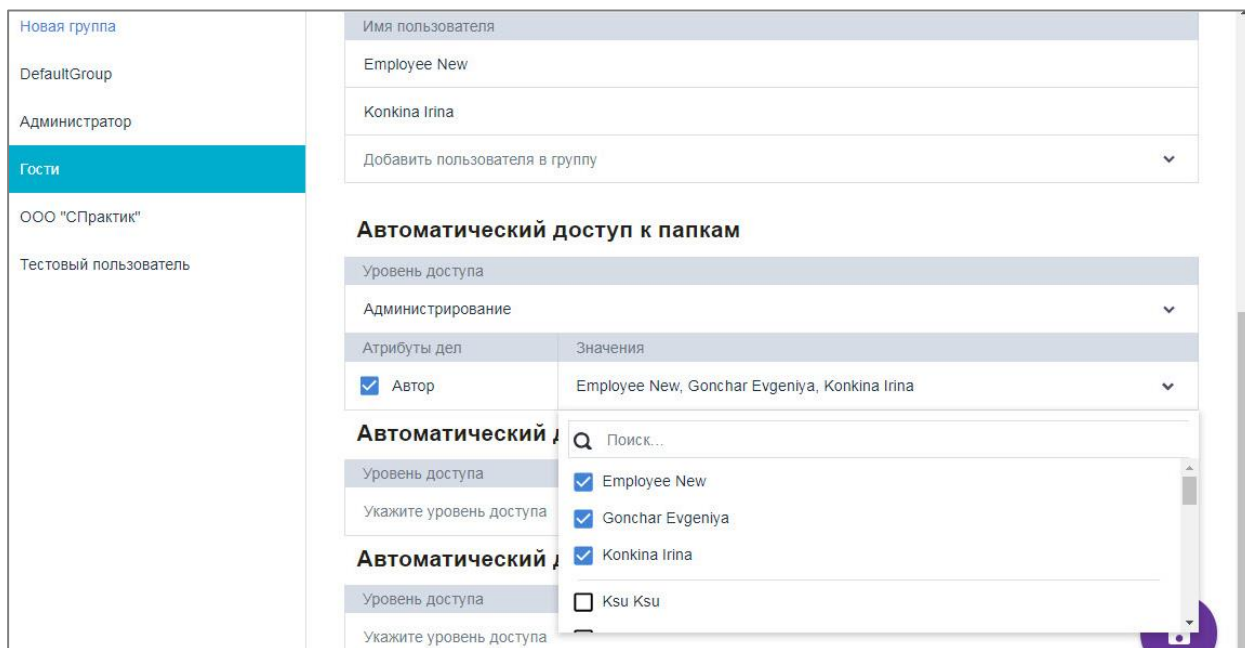 Новая группа
DefaultGroup
Администратор
Гости
ООО "СПрактик"
Тестовый пользователь
Имя пользователя
Employee New
Konkina Irina
Добавить пользователя в группу
Автоматический доступ к папкам
Уровень доступа
Администрирование
Атрибуты дел Значения
Автор Employee New, Gonchar Evgeniya, Konkina Irina
Автоматический
Уровень доступа
Укажите уровень доступа
Автоматический
Уровень доступа
Укажите уровень доступа
Поиск...
Employee New
Gonchar Evgeniya
Konkina Irina
Ksu Ksu